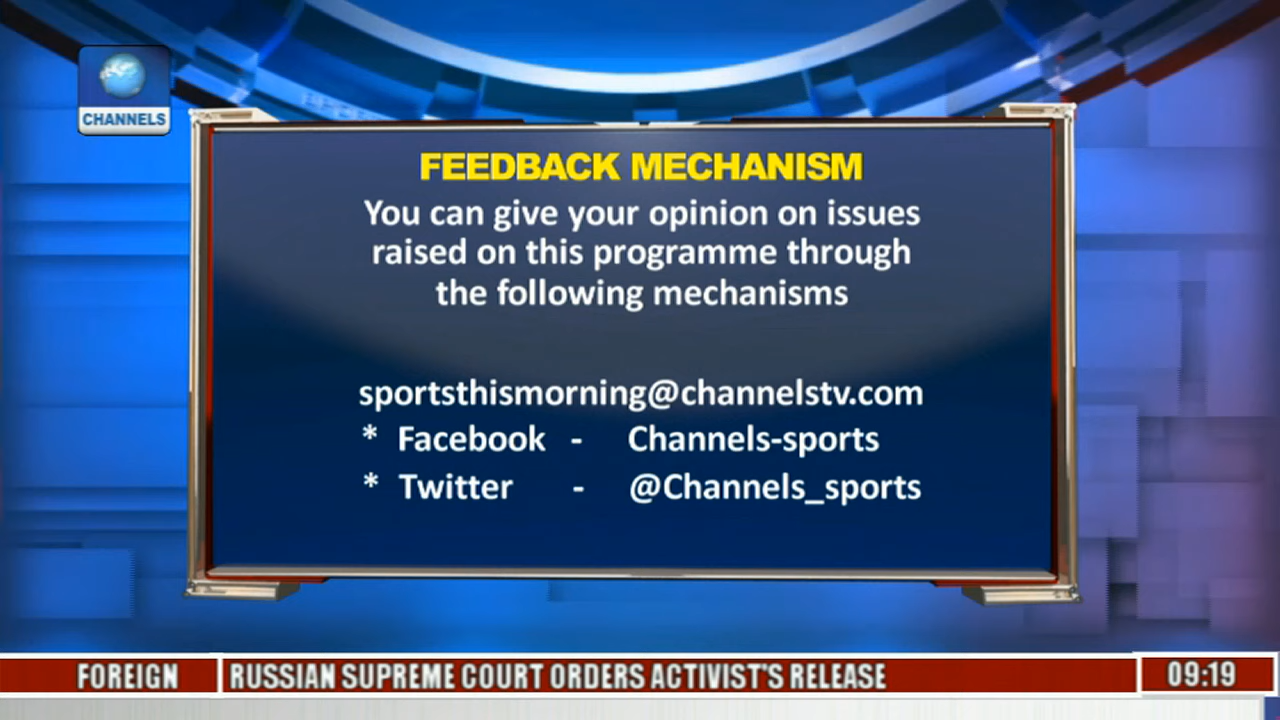 CHANNELS
FEEDBACK MECHANISM
You can give your opinion on issues
raised on this programme through
the following mechanisms
sportsthismorning@channelstv.com
* Facebook - Channels-sports
* Twitter - @Channels_sports
FOREIGN RUSSIAN SUPREME COURT ORDERS ACTIVIST'S RELEASE 09:19